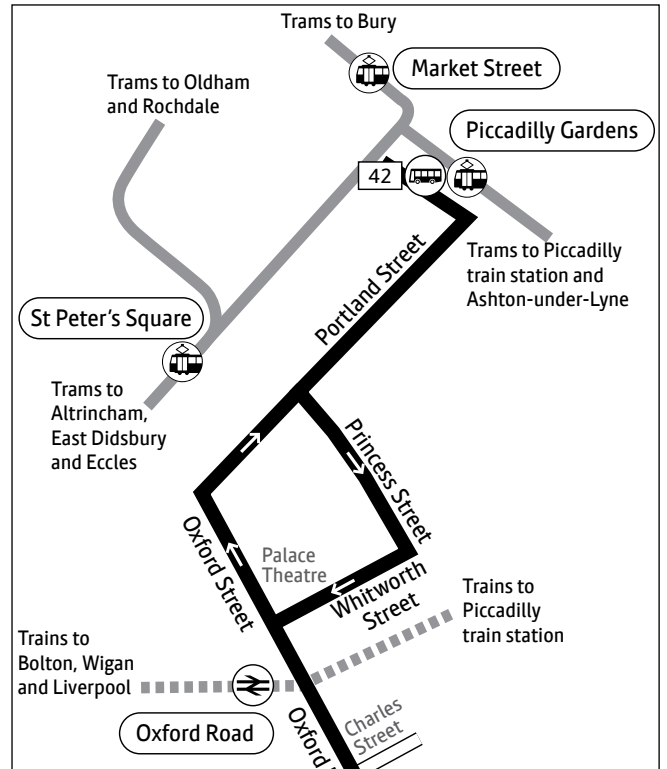 Trams to Bury
Market Street
Trams to Oldham
and Rochdale
Piccadilly Gardens
42
Trams to Piccadilly
train station and
Ashton-under-Lyne
Portland Street
St Peter's Square
Trams to
Altrincham,
East Didsbury
and Eccles
Princess Street
Oxford Street
Palace
Theatre
Whitworth
Street
Trains to
Piccadilly
train station
Trains to
Bolton, Wigan
and Liverpool
Oxford Road
Oxford
Charles
Street